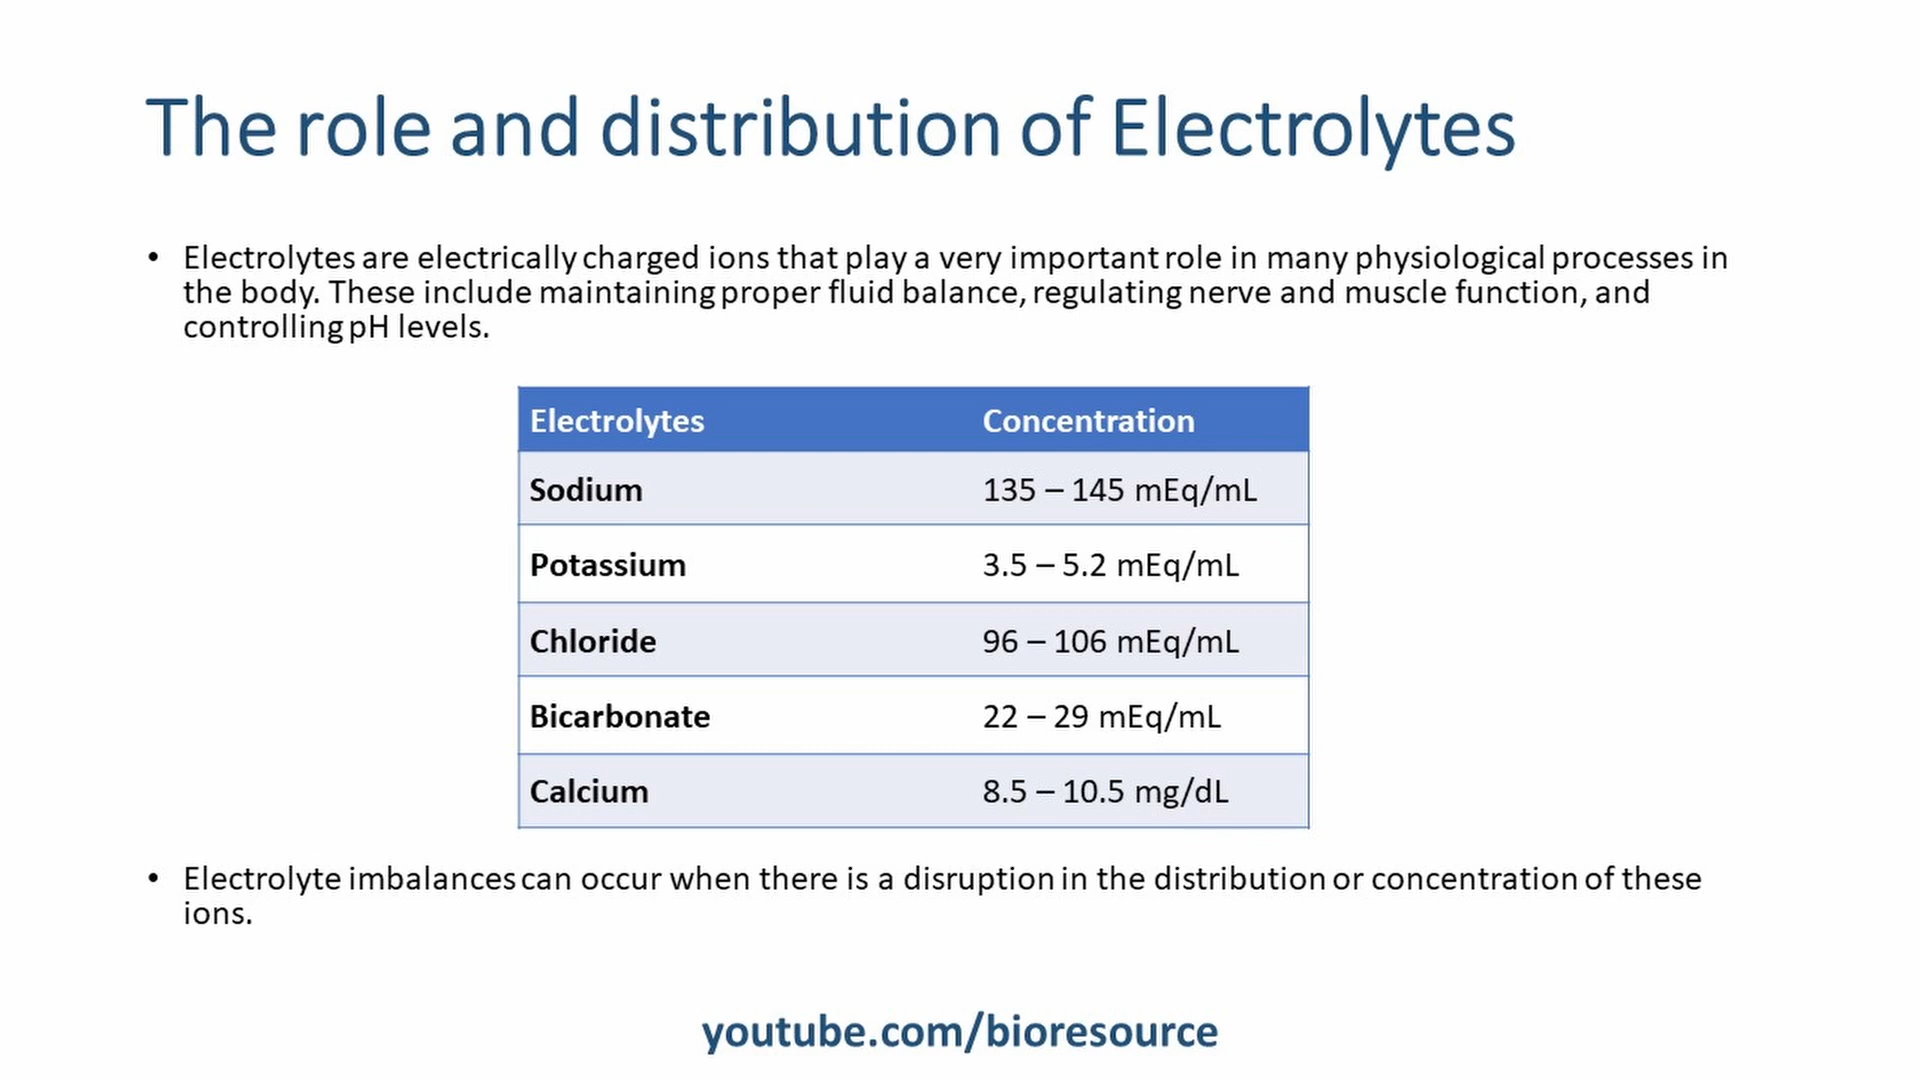 The role and distribution of Electrolytes
• Electrolytes are electrically charged ions that play a very important role in many physiological processes in
the body. These include maintaining proper fluid balance, regulating nerve and muscle function, and
controlling pH levels.
Electrolytes Concentration
Sodium 135 – 145 mEq/mL
Potassium 3.5 – 5.2 mEq/mL
Chloride 96 – 106 mEq/mL
Bicarbonate 22 – 29 mEq/mL
Calcium 8.5 – 10.5 mg/dL
• Electrolyte imbalances can occur when there is a disruption in the distribution or concentration of these
ions.
youtube.com/bioresource